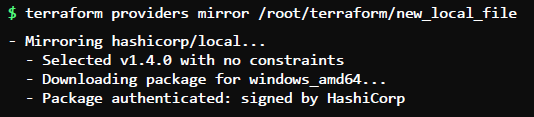 $ terraform providers mirror /root/terraform/new_local_file
- Mirroring hashicorp/local...
  - Selected v1.4.0 with no constraints
  - Downloading package for windows_amd64...
  - Package authenticated: signed by HashiCorp